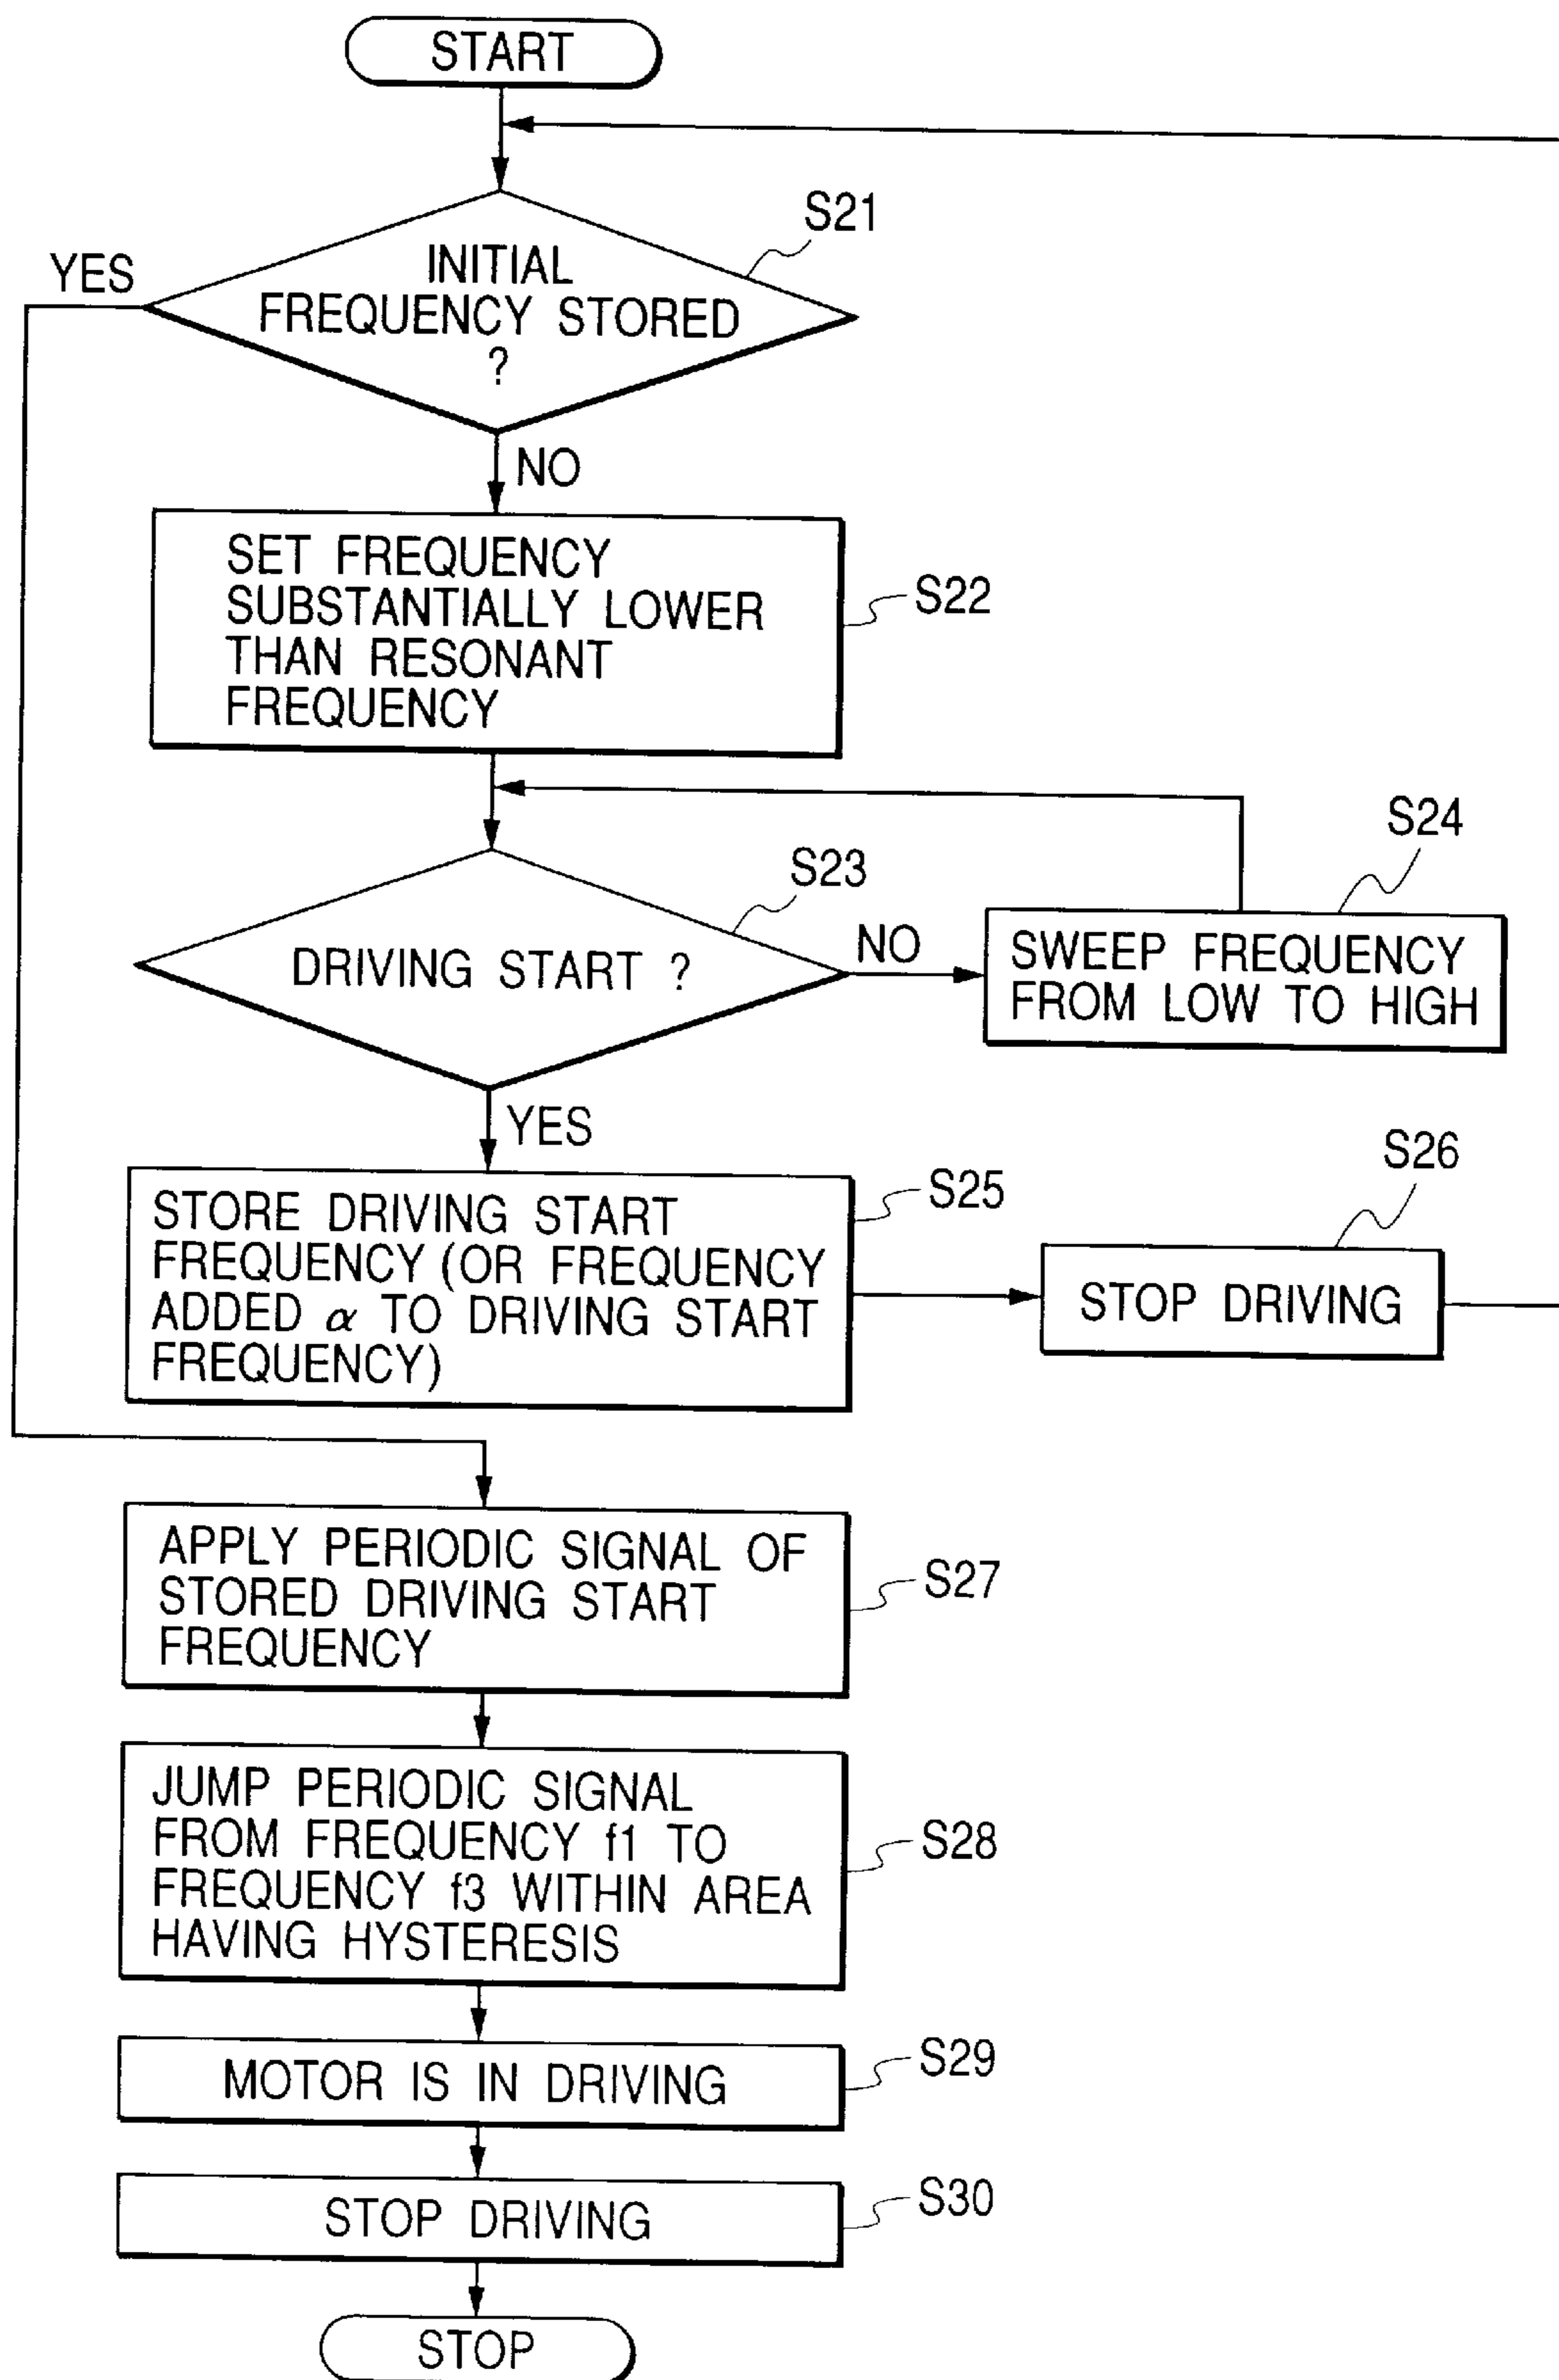 START
S21
YES
INITIAL
FREQUENCY STORED
?
NO
SET FREQUENCY
SUBSTANTIALLY LOWER
THAN RESONANT
FREQUENCY
S22
S24
S23
DRIVING START ?
NO
SWEEP FREQUENCY
FROM LOW TO HIGH
YES
S26
S25
STORE DRIVING START
FREQUENCY (OR FREQUENCY
ADDED α TO DRIVING START
FREQUENCY)
STOP DRIVING
APPLY PERIODIC SIGNAL OF
STORED DRIVING START
FREQUENCY
S27
JUMP PERIODIC SIGNAL
FROM FREQUENCY f1 TO
FREQUENCY f3 WITHIN AREA
HAVING HYSTERESIS
S28
MOTOR IS IN DRIVING
S29
STOP DRIVING
S30
STOP